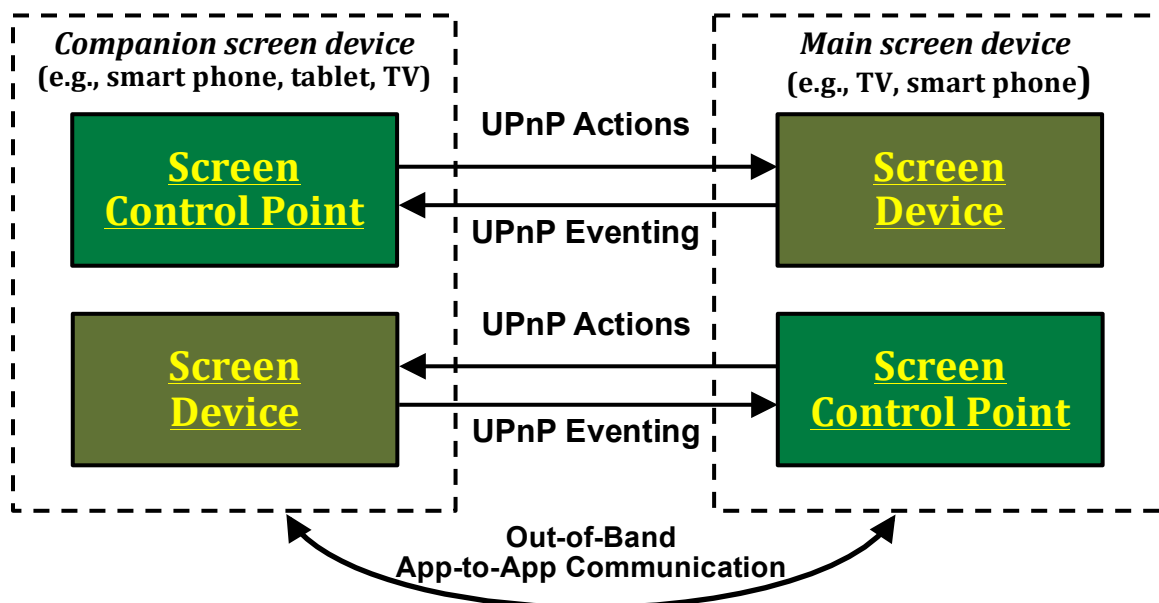 Companion screen device
(e.g., smart phone, tablet, TV)
Screen
Control Point
Screen
Device
UPnP Actions
UPnP Eventing
UPnP Actions
UPnP Eventing
Main screen device
(e.g., TV, smart phone)
Screen
Device
Screen
Control Point
Out-of-Band
App-to-App Communication